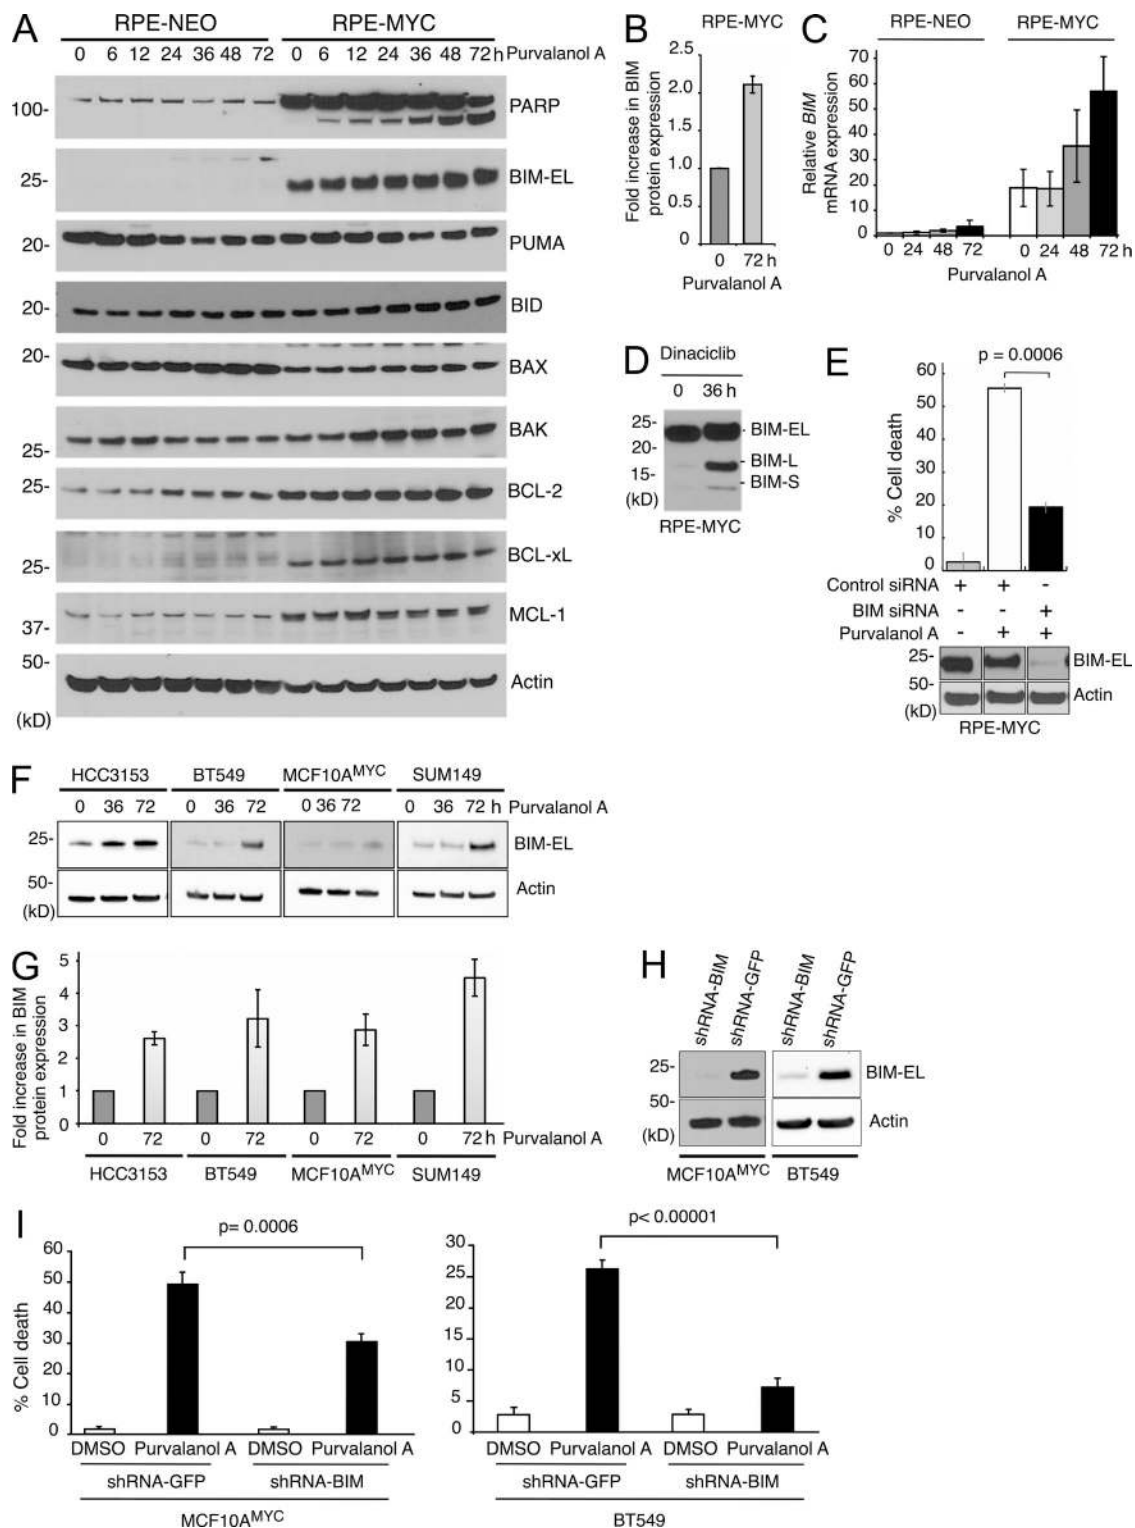 A
RPE-NEO RPE-MYC
0 6 12 24 36 48 72 0 6 12 24 36 48 72 h Purvalanol A
100- PARP
25- BIM-EL
20- PUMA
20- BID
20- BAX
25- BAK
25- BCL-2
25- BCL-xL
37- MCL-1
50- Actin
(kD)
B
RPE-MYC
Fold increase in BIM
protein expression
2.5
2.0
1.5
1.0
0.5
0
0 72 h
Purvalanol A
C
RPE-NEO RPE-MYC
Relative BIM
mRNA expression
70
60
50
40
30
20
10
0
0 24 48 72 0 24 48 72 h
Purvalanol A
D
Dinaciclib
0 36 h
25- BIM-EL
20-
BIM-L
15- BIM-S
(kD)
RPE-MYC
E
p = 0.0006
% Cell death
60
50
40
30
20
10
0
Control siRNA + + -
BIM siRNA - - +
Purvalanol A - + +
25- BIM-EL
50- Actin
(kD)
RPE-MYC
F
HCC3153 BT549 MCF10AMYC SUM149
0 36 72 0 36 72 0 36 72 0 36 72 h Purvalanol A
25- BIM-EL
50- Actin
(kD)
G
Fold increase in BIM
protein expression
5
4
3
2
1
0
0 72 0 72 0 72 0 72 h Purvalanol A
HCC3153 BT549 MCF10AMYC SUM149
H
shRNA-BIM shRNA-GFP shRNA-BIM shRNA-GFP
25- BIM-EL
50- Actin
(kD)
MCF10AMYC BT549
I
p= 0.0006
% Cell death
60
50
40
30
20
10
0
DMSO Purvalanol A DMSO Purvalanol A
shRNA-GFP shRNA-BIM
MCF10AMYC
p< 0.00001
30
25
20
15
10
5
0
DMSO Purvalanol A DMSO Purvalanol A
shRNA-GFP shRNA-BIM
BT549